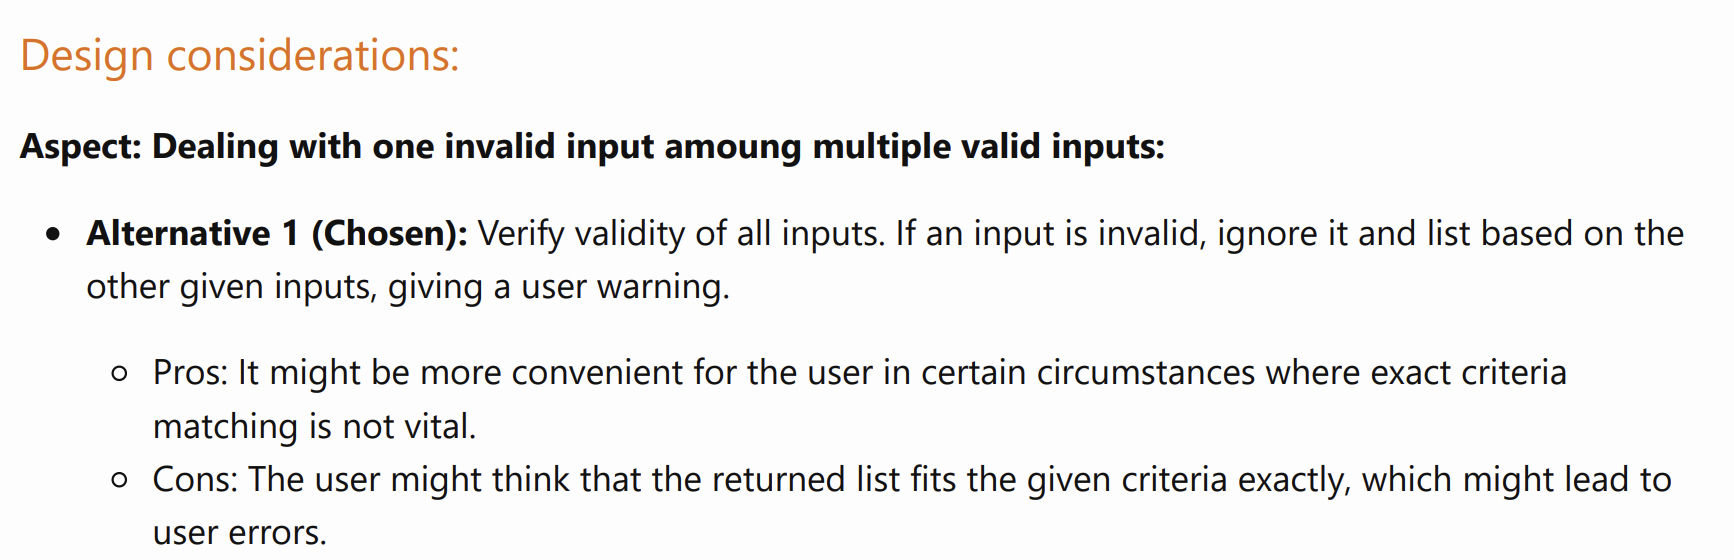 Design considerations:
Aspect: Dealing with one invalid input amoung multiple valid inputs:
• Alternative 1 (Chosen): Verify validity of all inputs. If an input is invalid, ignore it and list based on the
other given inputs, giving a user warning.
○ Pros: It might be more convenient for the user in certain circumstances where exact criteria
matching is not vital.
○ Cons: The user might think that the returned list fits the given criteria exactly, which might lead to
user errors.